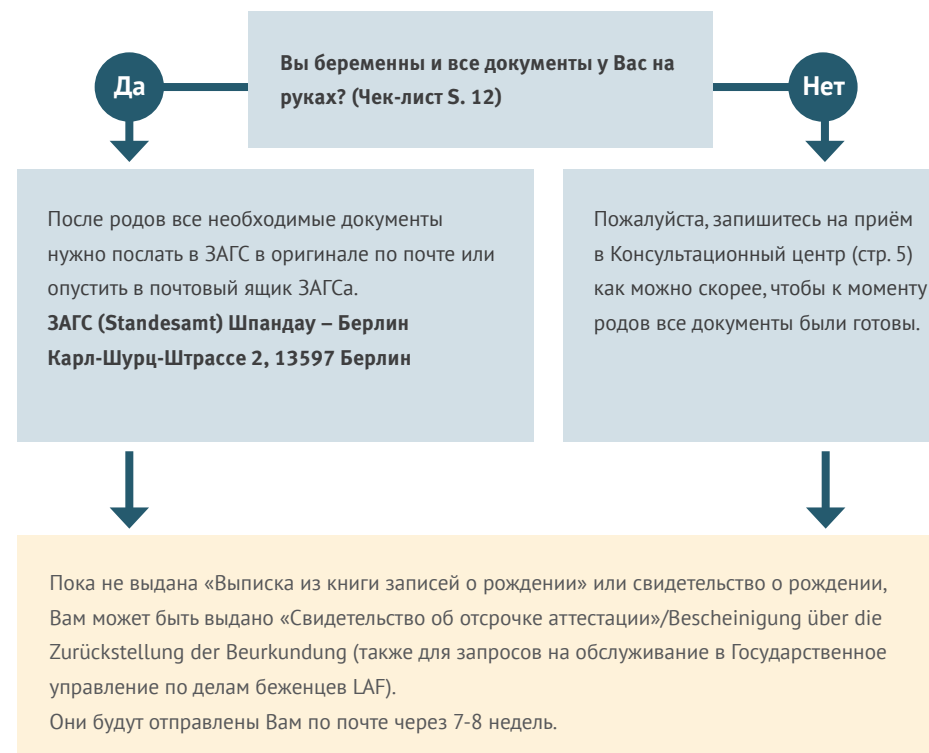 Вы беременны и все документы у Вас на
руках? (Чек-лист S. 12)
Да
Нет
После родов все необходимые документы
нужно послать в ЗАГС в оригинале по почте или
опустить в почтовый ящик ЗАГСа.
ЗАГС (Standesamt) Шпандау – Берлин
Карл-Шурц-Штрассе 2, 13597 Берлин
Пожалуйста, запишитесь на приём
в Консультационный центр (стр. 5)
как можно скорее, чтобы к моменту
родов все документы были готовы.
Пока не выдана «Выписка из книги записей о рождении» или свидетельство о рождении,
Вам может быть выдано «Свидетельство об отсрочке аттестации»/Bescheinigung über die
Zurückstellung der Beurkundung (также для запросов на обслуживание в Государственное
управление по делам беженцев LAF).
Они будут отправлены Вам по почте через 7-8 недель.